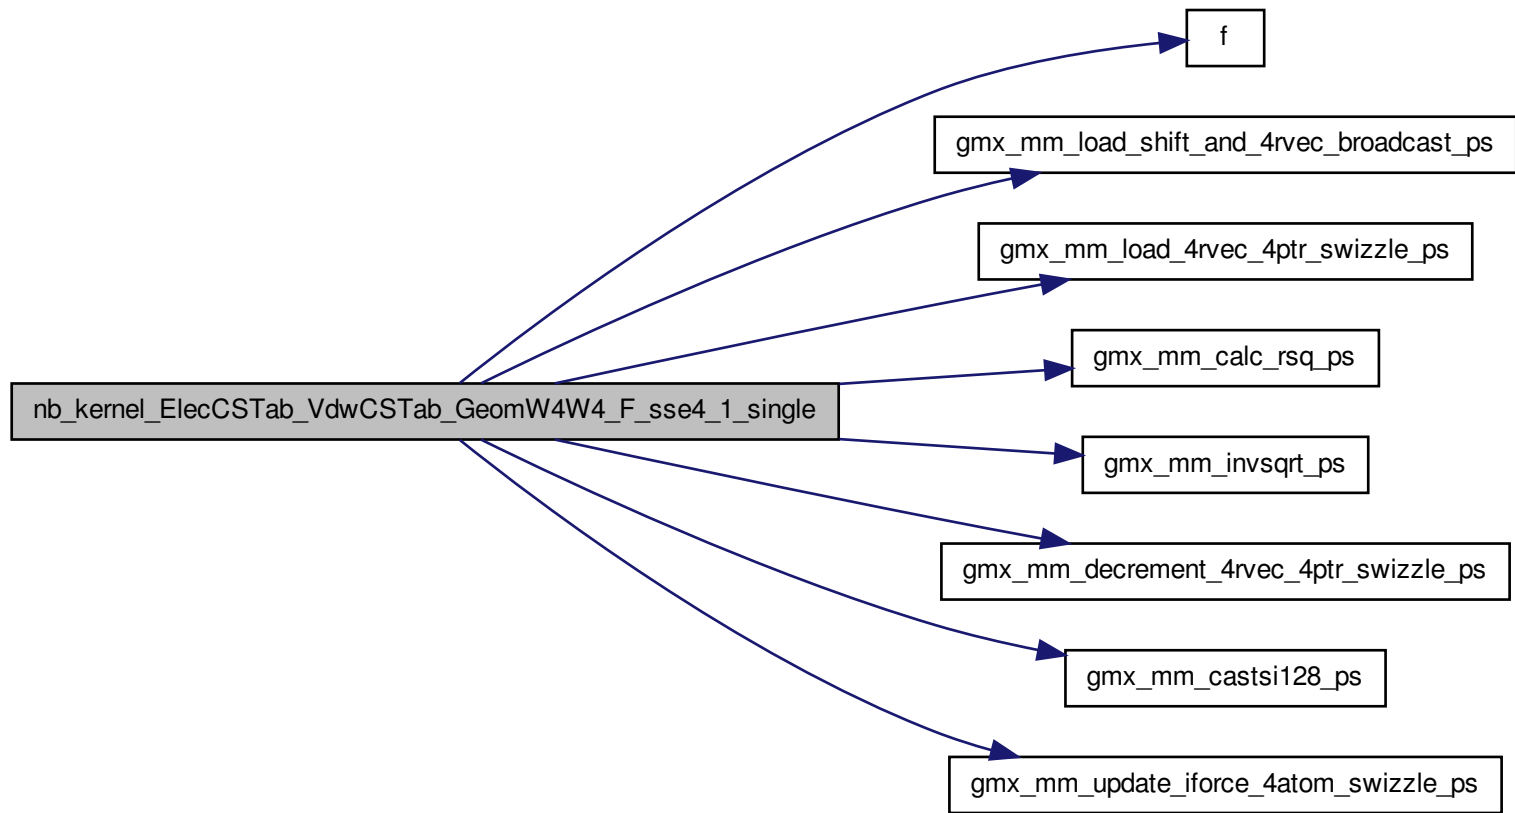 f
gmx_mm_load_shift_and_4rvec_broadcast_ps
gmx_mm_load_4rvec_4ptr_swizzle_ps
gmx_mm_calc_rsq_ps
nb_kernel_ElecCSTab_VdwCSTab_GeomW4W4_F_sse4_1_single
gmx_mm_invsqrt_ps
gmx_mm_decrement_4rvec_4ptr_swizzle_ps
gmx_mm_castsi128_ps
gmx_mm_update_iforce_4atom_swizzle_ps